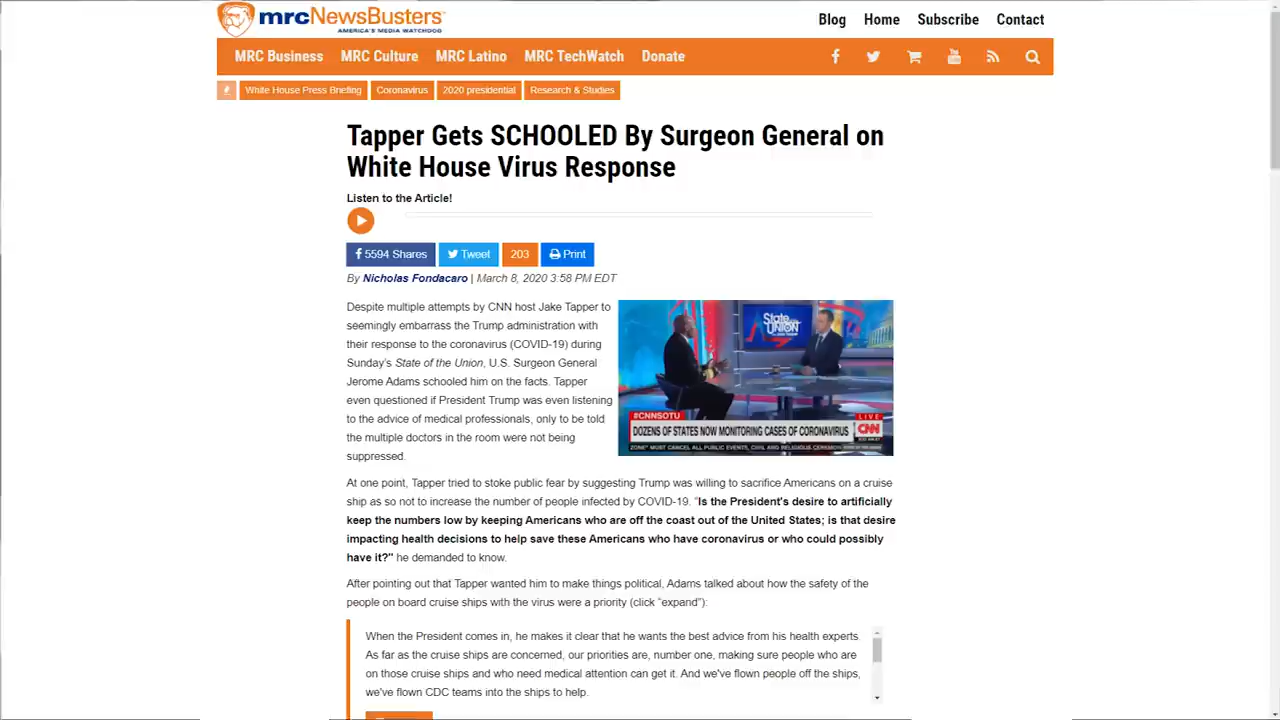 mrcNewsBusters™
AMERICA'S MEDIA WATCHDOG
Blog Home Subscribe Contact
MRC Business MRC Culture MRC Latino MRC TechWatch Donate
White House Press Briefing Coronavirus 2020 presidential Research & Studies
Tapper Gets SCHOOLED By Surgeon General on
White House Virus Response
Listen to the Article!
5594 Shares Tweet 203 Print
By Nicholas Fondacaro | March 8, 2020 3:58 PM EDT
Despite multiple attempts by CNN host Jake Tapper to
seemingly embarrass the Trump administration with
their response to the coronavirus (COVID-19) during
Sunday's State of the Union, U.S. Surgeon General
Jerome Adams schooled him on the facts. Tapper
even questioned if President Trump was even listening
to the advice of medical professionals, only to be told
the multiple doctors in the room were not being
suppressed.
State of the
UNION
#CNNSOTU
LIVE
DOZENS OF STATES NOW MONITORING CASES OF CORONAVIRUS
CNN
ZONE" MUST CANCEL ALL PUBLIC EVENTS, CIVIL AND RELIGIOUS CEREMON
At one point, Tapper tried to stoke public fear by suggesting Trump was willing to sacrifice Americans on a cruise
ship as so not to increase the number of people infected by COVID-19. "Is the President's desire to artificially
keep the numbers low by keeping Americans who are off the coast out of the United States; is that desire
impacting health decisions to help save these Americans who have coronavirus or who could possibly
have it?" he demanded to know.
After pointing out that Tapper wanted him to make things political, Adams talked about how the safety of the
people on board cruise ships with the virus were a priority (click "expand"):
When the President comes in, he makes it clear that he wants the best advice from his health experts.
As far as the cruise ships are concerned, our priorities are, number one, making sure people who are
on those cruise ships and who need medical attention can get it. And we've flown people off the ships,
we've flown CDC teams into the ships to help.